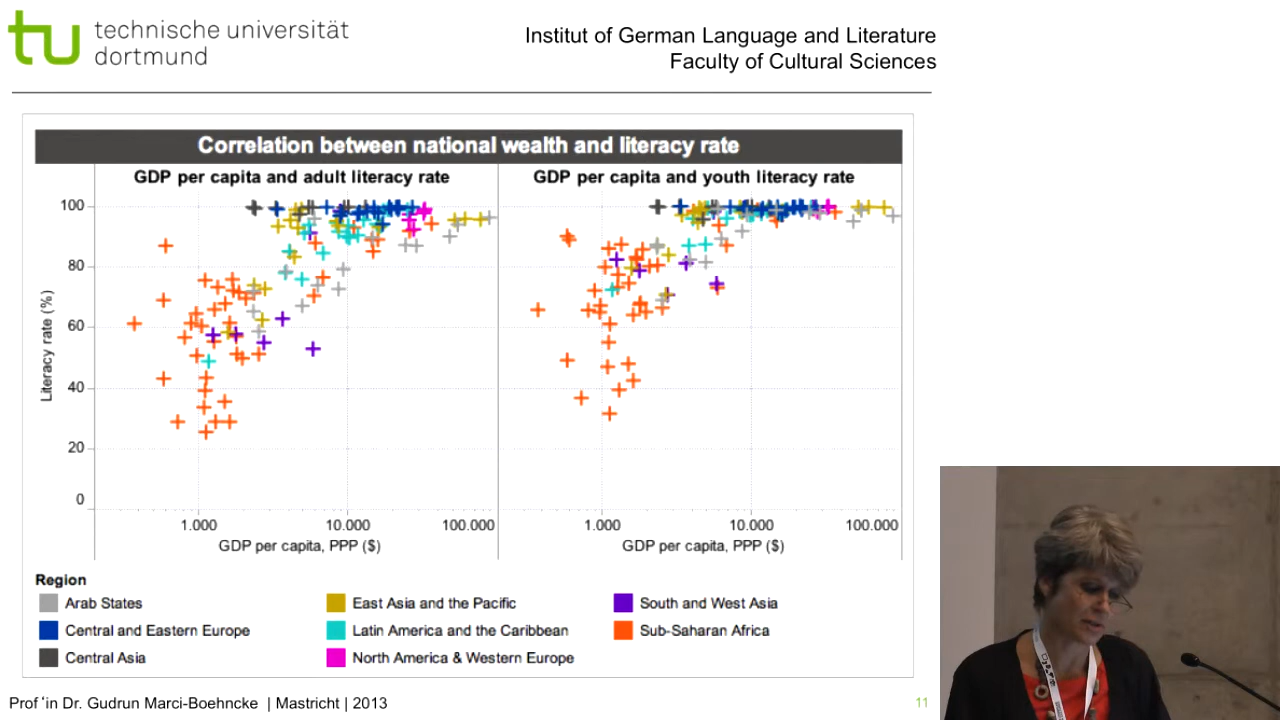 technische universität
dortmund
Institut of German Language and Literature
Faculty of Cultural Sciences
Correlation between national wealth and literacy rate
GDP per capita and adult literacy rate
GDP per capita and youth literacy rate
Literacy rate (%)
100
80
60
40
20
0
1.000
10.000
100.000
1.000
10.000
100.000
GDP per capita, PPP ($)
GDP per capita, PPP ($)
Region
Arab States
East Asia and the Pacific
South and West Asia
Central and Eastern Europe
Latin America and the Caribbean
Sub-Saharan Africa
Central Asia
North America & Western Europe
Prof‘in Dr. Gudrun Marci-Boehncke | Mastricht | 2013
11